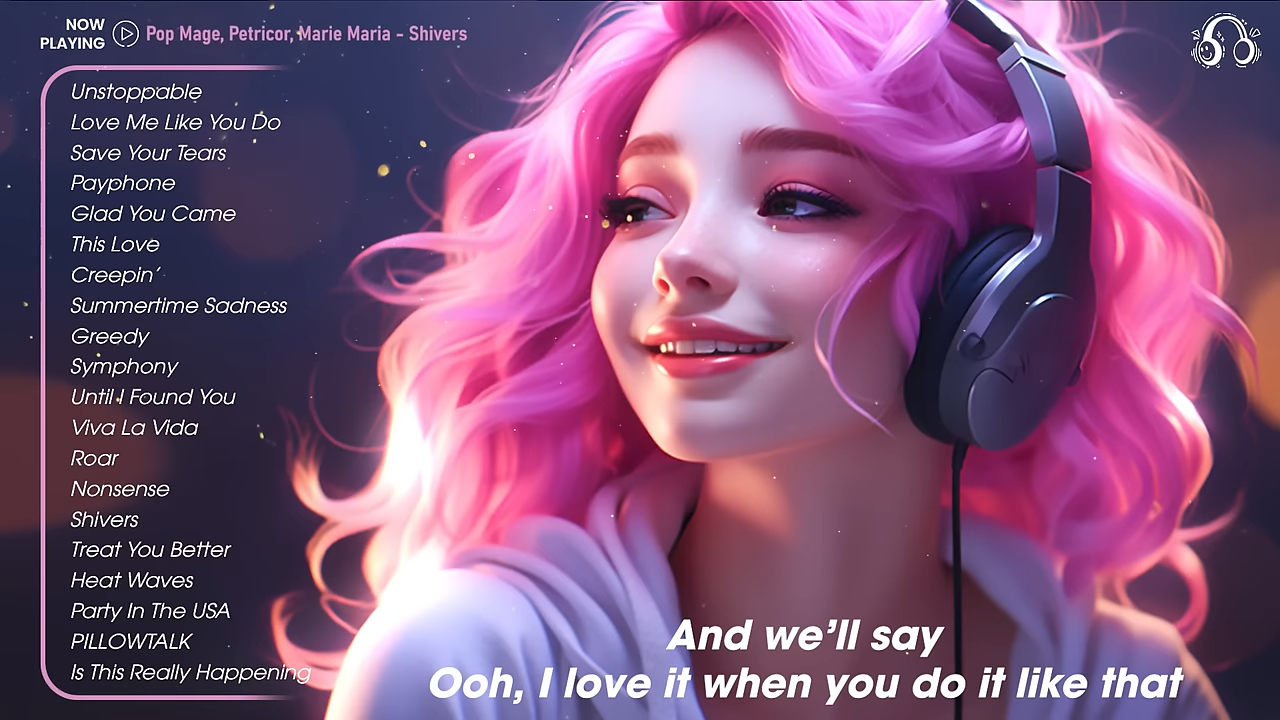 NOW
PLAYING
Pop Mage, Petricor, Marie Maria - Shivers
Unstoppable
Love Me Like You Do
Save Your Tears
Payphone
Glad You Came
This Love
Creepin’
Summertime Sadness
Greedy
Symphony
Until I Found You
Viva La Vida
Roar
Nonsense
Shivers
Treat You Better
Heat Waves
Party In The USA
PILLOWTALK
Is This Really Happening
And we’ll say
Ooh, I love it when you do it like that